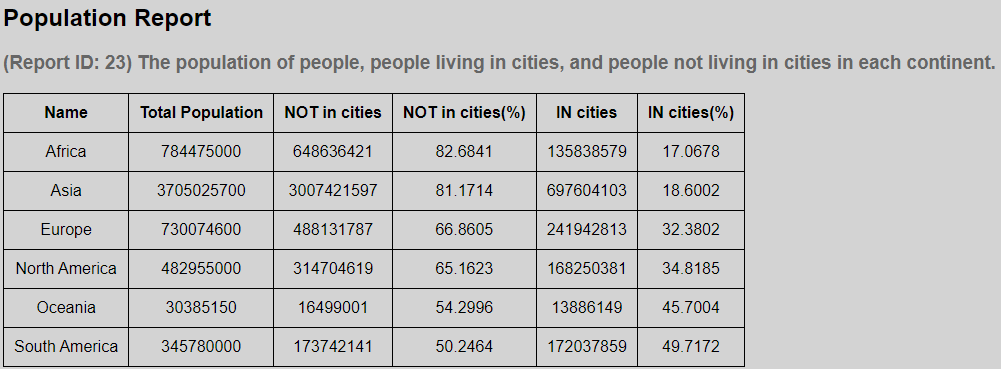 Population Report
(Report ID: 23) The population of people, people living in cities, and people not living in cities in each continent.
Name Total Population NOT in cities NOT in cities(%) IN cities IN cities(%)
Africa 784475000 648636421 82.6841 135838579 17.0678
Asia 3705025700 3007421597 81.1714 697604103 18.6002
Europe 730074600 488131787 66.8605 241942813 32.3802
North America 482955000 314704619 65.1623 168250381 34.8185
Oceania 30385150 16499001 54.2996 13886149 45.7004
South America 345780000 173742141 50.2464 172037859 49.7172